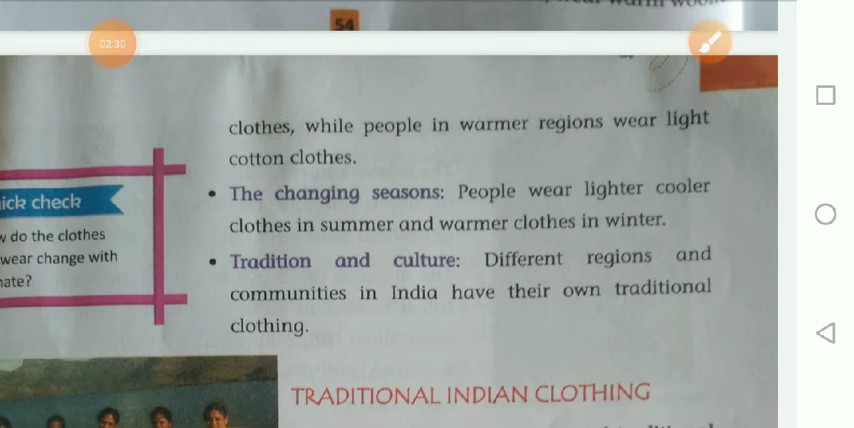 54
02:30
clothes, while people in warmer regions wear light
cotton clothes.
• The changing seasons: People wear lighter cooler
clothes in summer and warmer clothes in winter.
• Tradition and culture: Different regions and
communities in India have their own traditional
clothing.
ick check
w do the clothes
wear change with
ate?
TRADITIONAL INDIAN CLOTHING